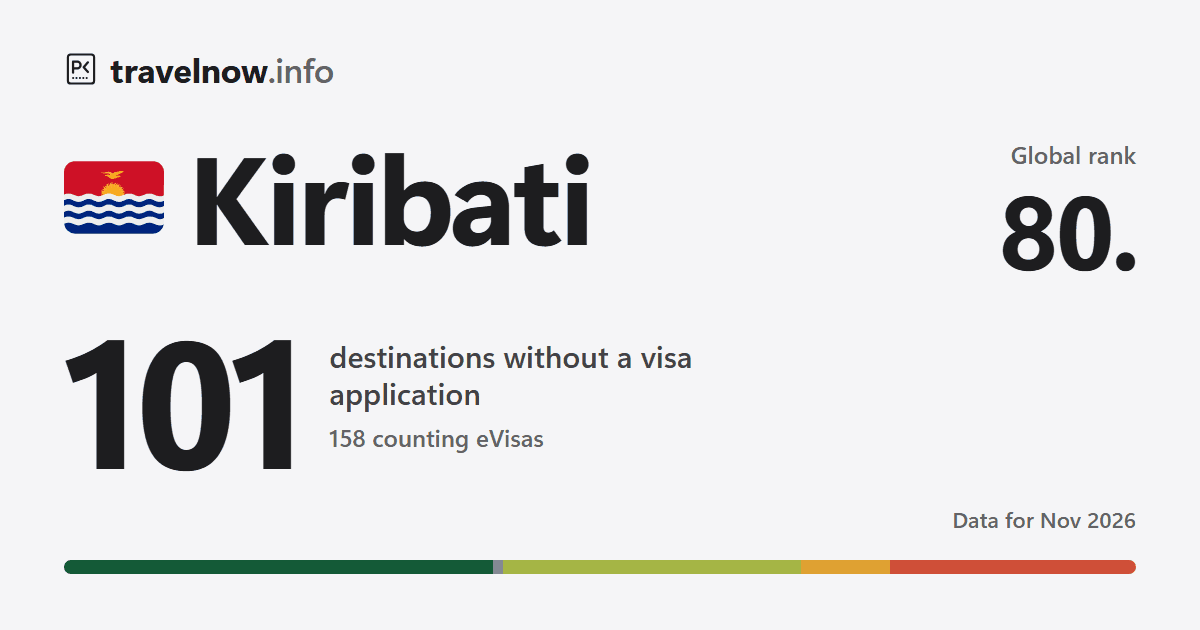 travelnow.info
Kiribati
Global rank
80.
101
destinations without a visa
application
158 counting eVisas
Data for Nov 2026